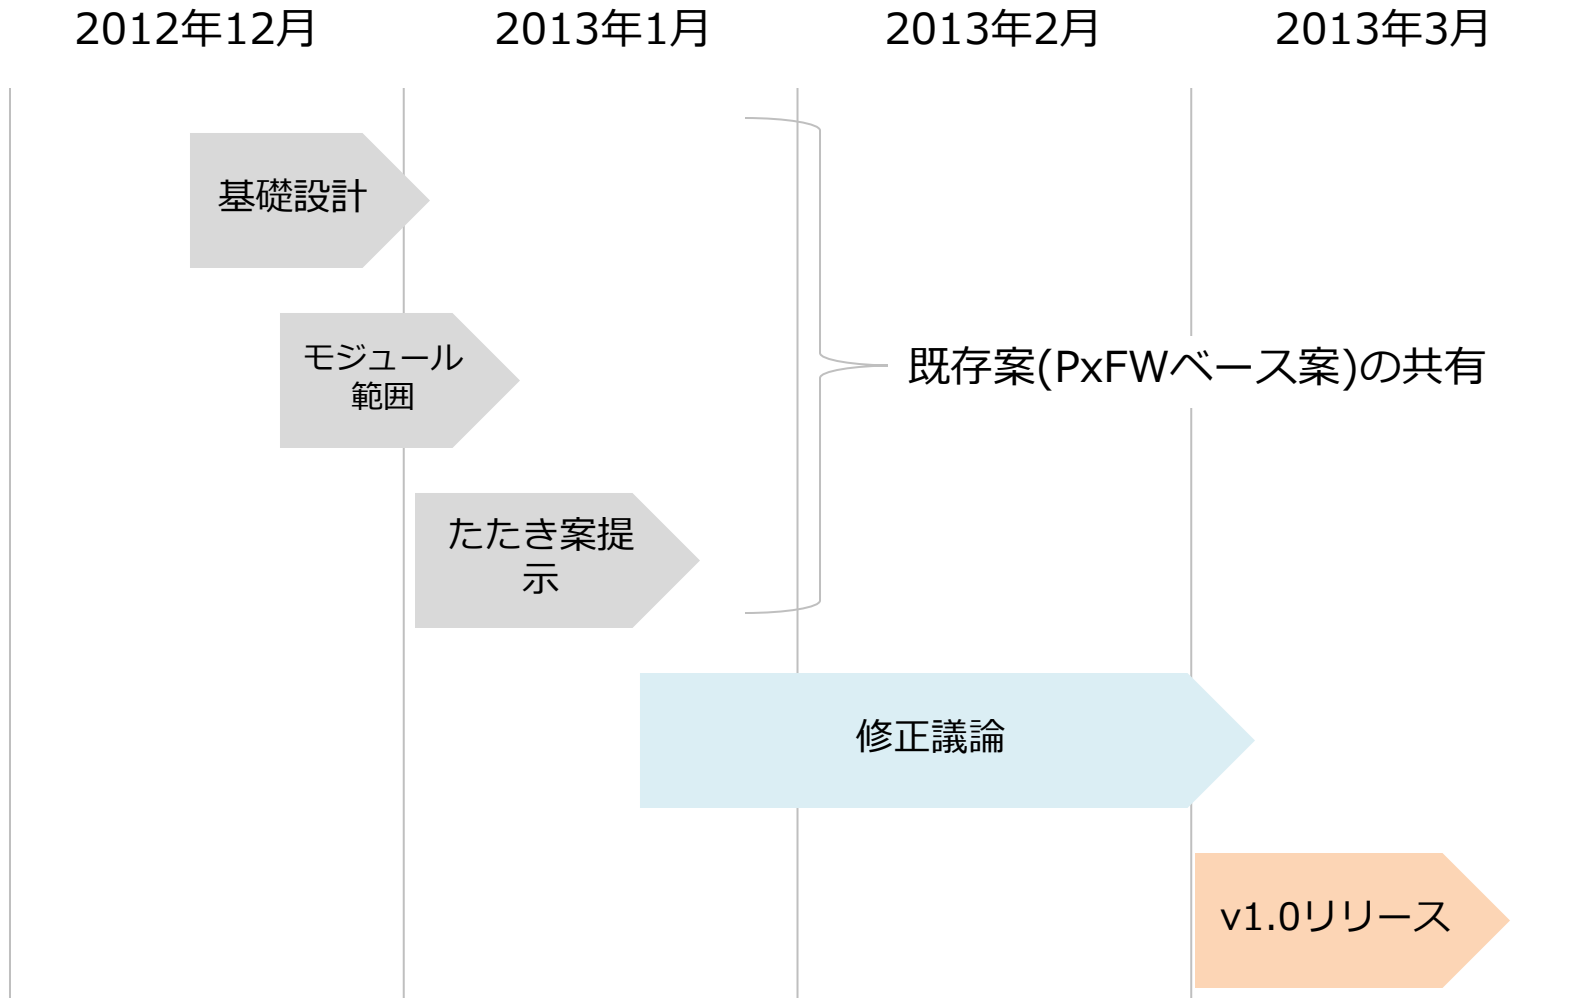 2012年12月
2013年1月
2013年2月
2013年3月
基礎設計
モジュール
範囲
既存案(PxFWベース案)の共有
たたき案提
示
修正議論
v1.0リリース